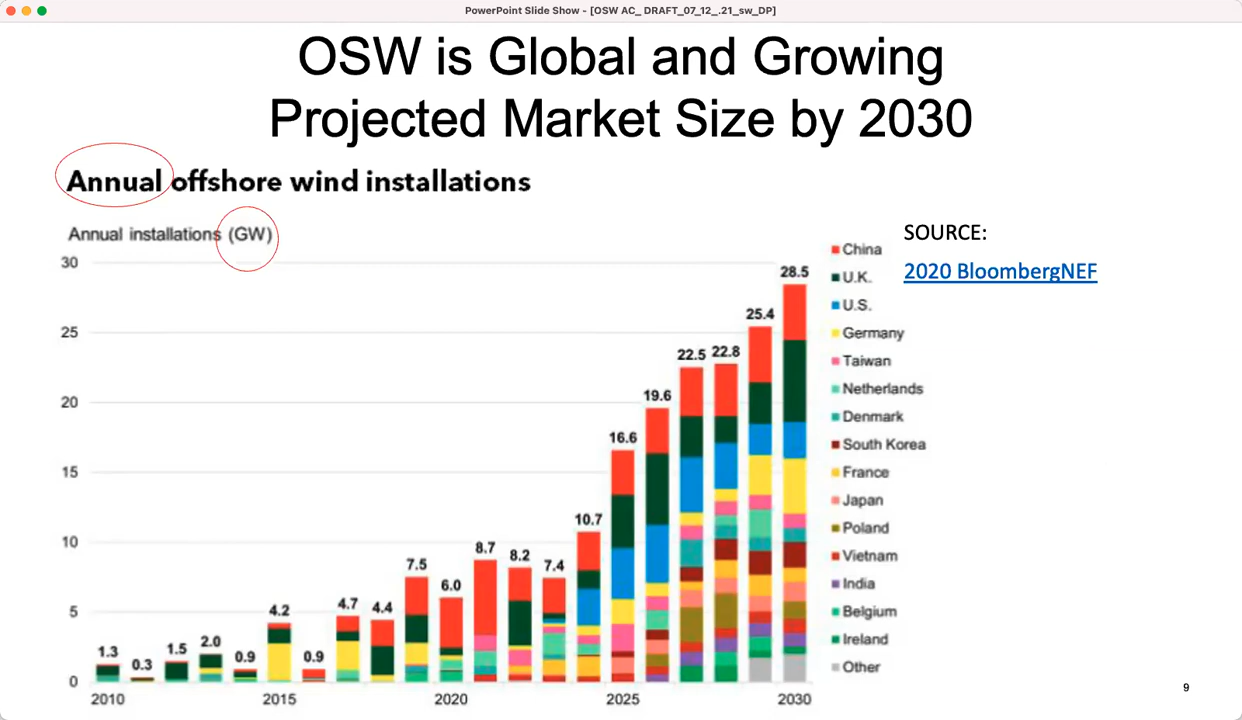 PowerPoint Slide Show - [OSW AC_ DRAFT_07_12_.21_sw_DP]
OSW is Global and Growing
Projected Market Size by 2030
Annual offshore wind installations
Annual installations (GW)
SOURCE:
2020 BloombergNEF
30
25
20
15
10
5
0
1.3
0.3
1.5
2.0
0.9
4.2
0.9
4.7
4.4
7.5
6.0
8.7
8.2
7.4
10.7
16.6
19.6
22.5
22.8
25.4
28.5
2010
2015
2020
2025
2030
China
U.K.
U.S.
Germany
Taiwan
Netherlands
Denmark
South Korea
France
Japan
Poland
Vietnam
India
Belgium
Ireland
Other
9